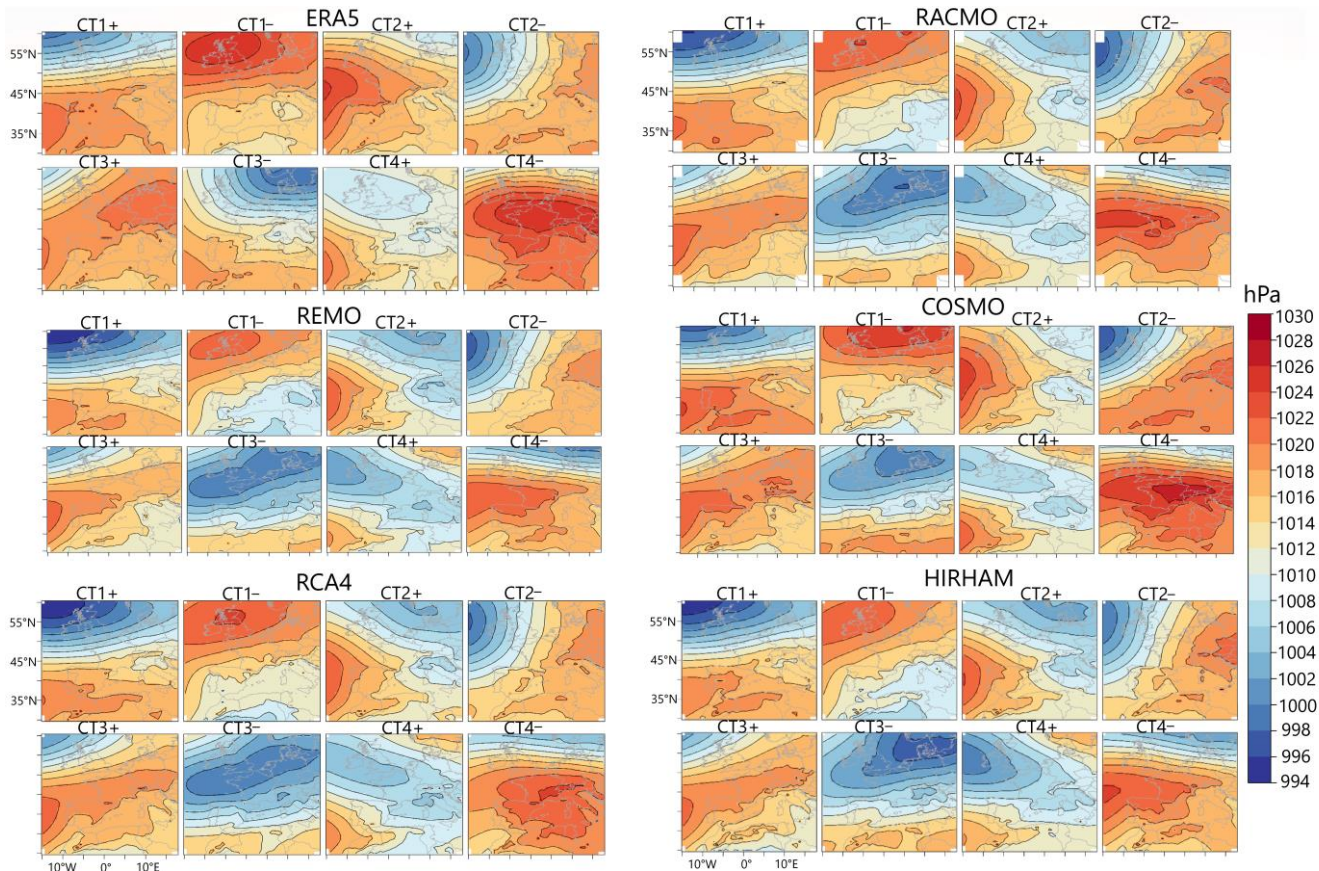 ERA5
CT1+ CT1– CT2+ CT2–
55°N
45°N
35°N
CT3+ CT3– CT4+ CT4–
RACMO
CT1+ CT1– CT2+ CT2–
55°N
45°N
35°N
CT3+ CT3– CT4+ CT4–
REMO
CT1+ CT1– CT2+ CT2–
CT3+ CT3– CT4+ CT4–
COSMO
CT1+ CT1– CT2+ CT2–
CT3+ CT3– CT4+ CT4–
RCA4
CT1+ CT1– CT2+ CT2–
55°N
45°N
35°N
CT3+ CT3– CT4+ CT4–
10°W 0° 10°E
HIRHAM
CT1+ CT1– CT2+ CT2–
55°N
45°N
35°N
CT3+ CT3– CT4+ CT4–
10°W 0° 10°E
hPa
1030
1028
1026
1024
1022
1020
1018
1016
1014
1012
1010
1008
1006
1004
1002
1000
998
996
994